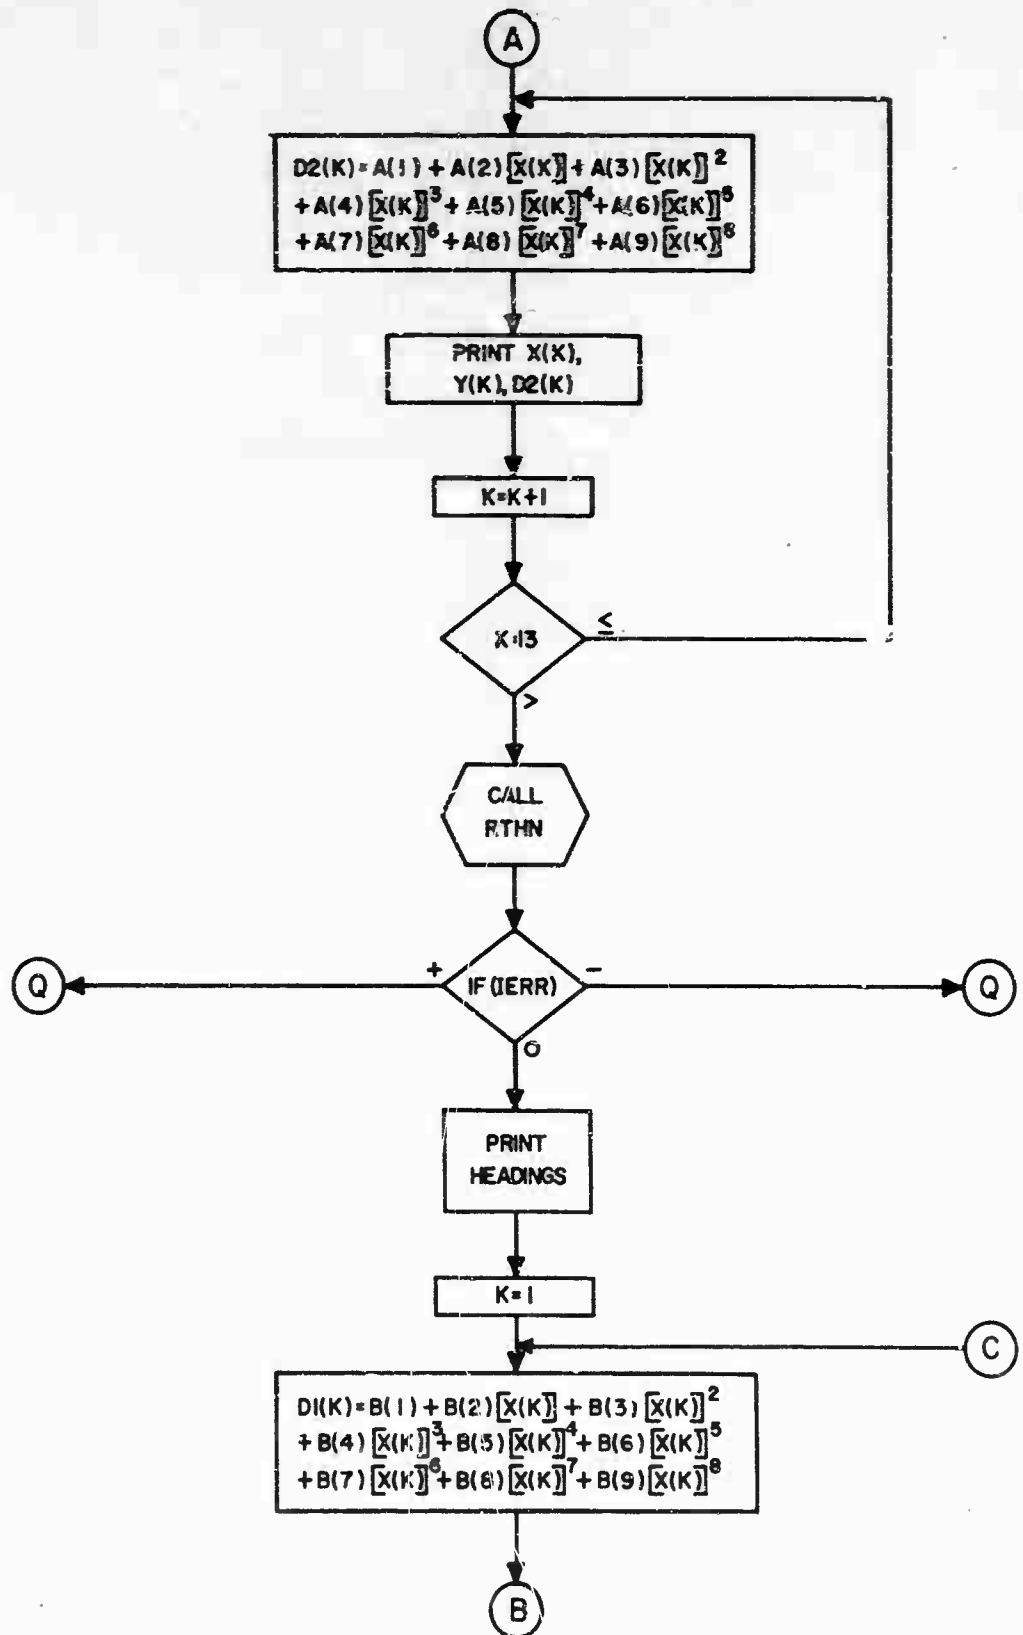 A
D2(K)=A(1)+A(2)[X(K)]+A(3)[X(K)]²
+A(4)[X(K)]³+A(5)[X(K)]⁴+A(6)[X(K)]⁵
+A(7)[X(K)]⁶+A(8)[X(K)]⁷+A(9)[X(K)]⁸
PRINT X(K),
Y(K),D2(K)
K=K+1
K:13
≤
>
CALL
RTHN
Q
+
IF(IERR)
-
Q
0
PRINT
HEADINGS
K=1
C
D1(K)=B(1)+B(2)[X(K)]+B(3)[X(K)]²
+B(4)[X(K)]³+B(5)[X(K)]⁴+B(6)[X(K)]⁵
+B(7)[X(K)]⁶+B(8)[X(K)]⁷+B(9)[X(K)]⁸
B